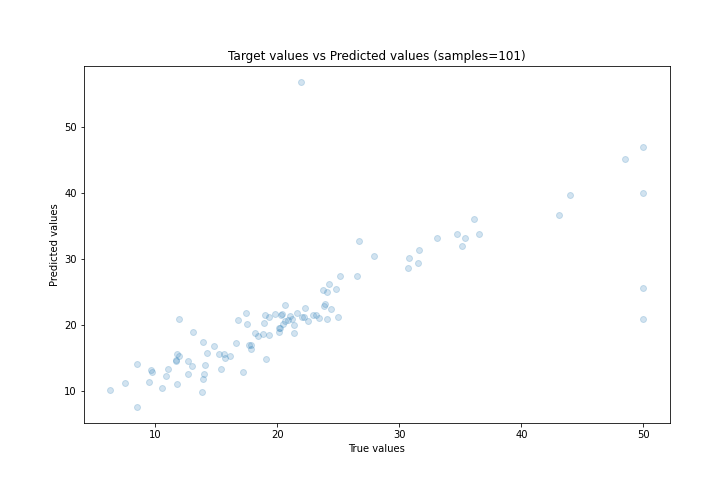 Target values vs Predicted values (samples=101)
50
40
30
20
10
Predicted values
10 20 30 40 50
True values